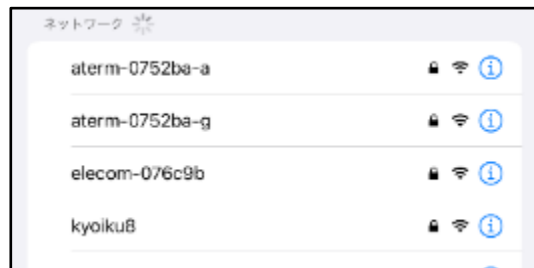 ネットワーク
aterm-0752ba-a
aterm-0752ba-g
elecom-076c9b
kyoiku8